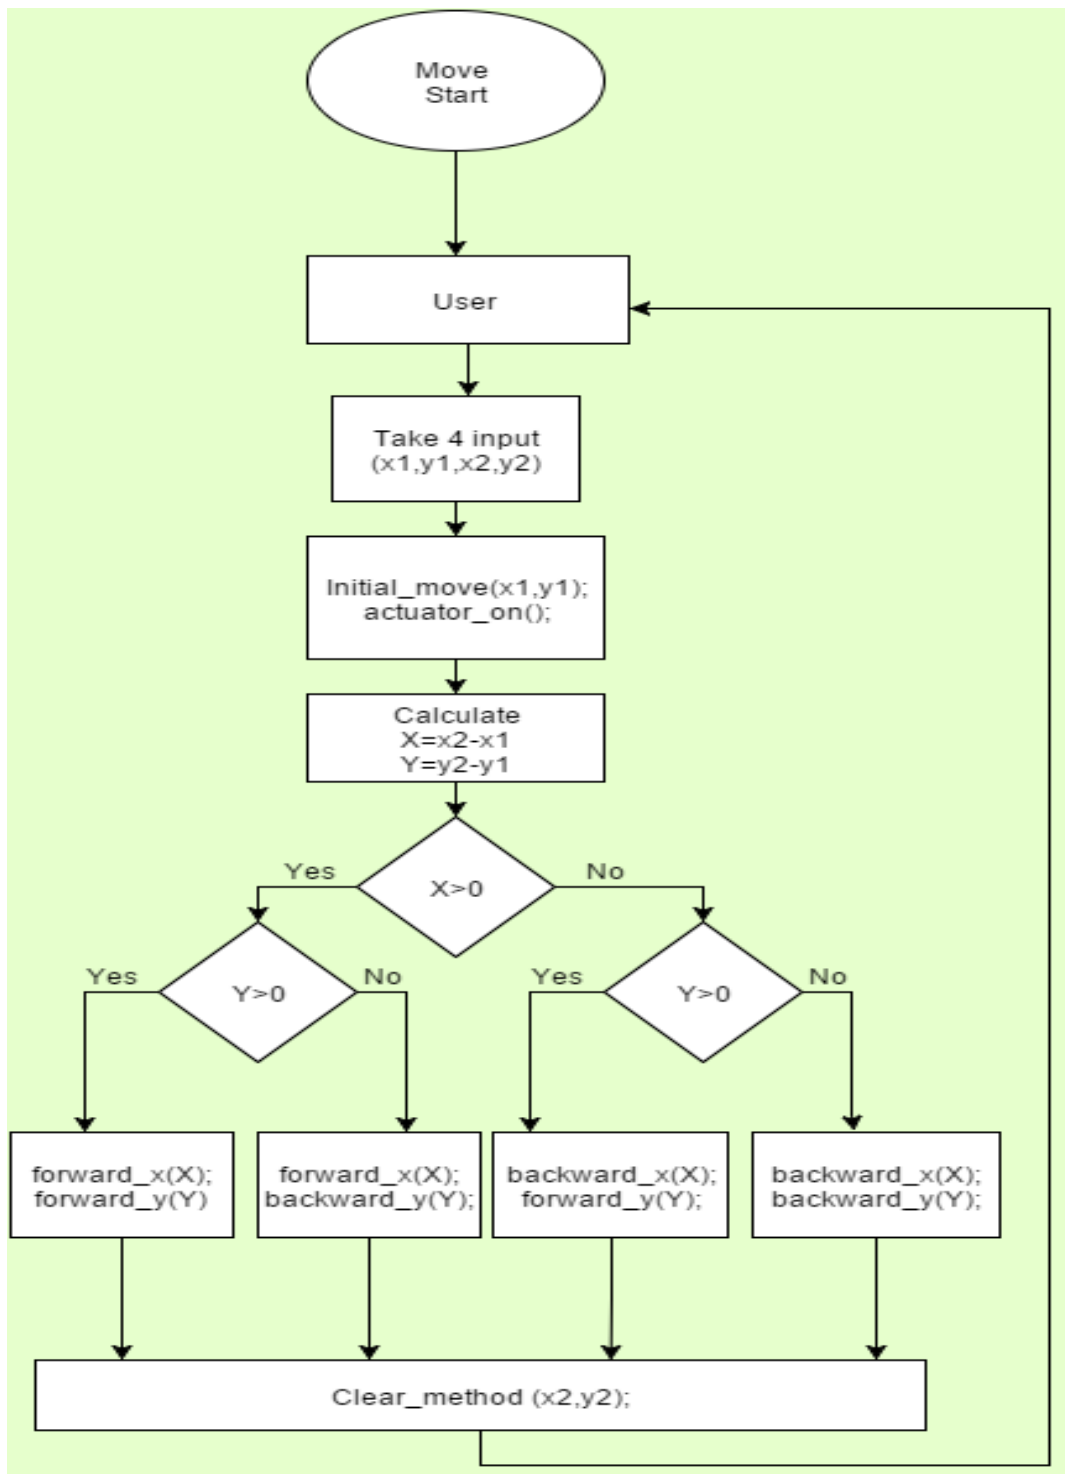 Move
Start
User
Take 4 input
(x1,y1,x2,y2)
Initial_move(x1,y1);
actuator_on();
Calculate
X=x2-x1
Y=y2-y1
X>0
Yes
No
Y>0
Yes
No
Y>0
Yes
No
forward_x(X);
forward_y(Y)
forward_x(X);
backward_y(Y);
backward_x(X);
forward_y(Y);
backward_x(X);
backward_y(Y);
Clear_method (x2,y2);